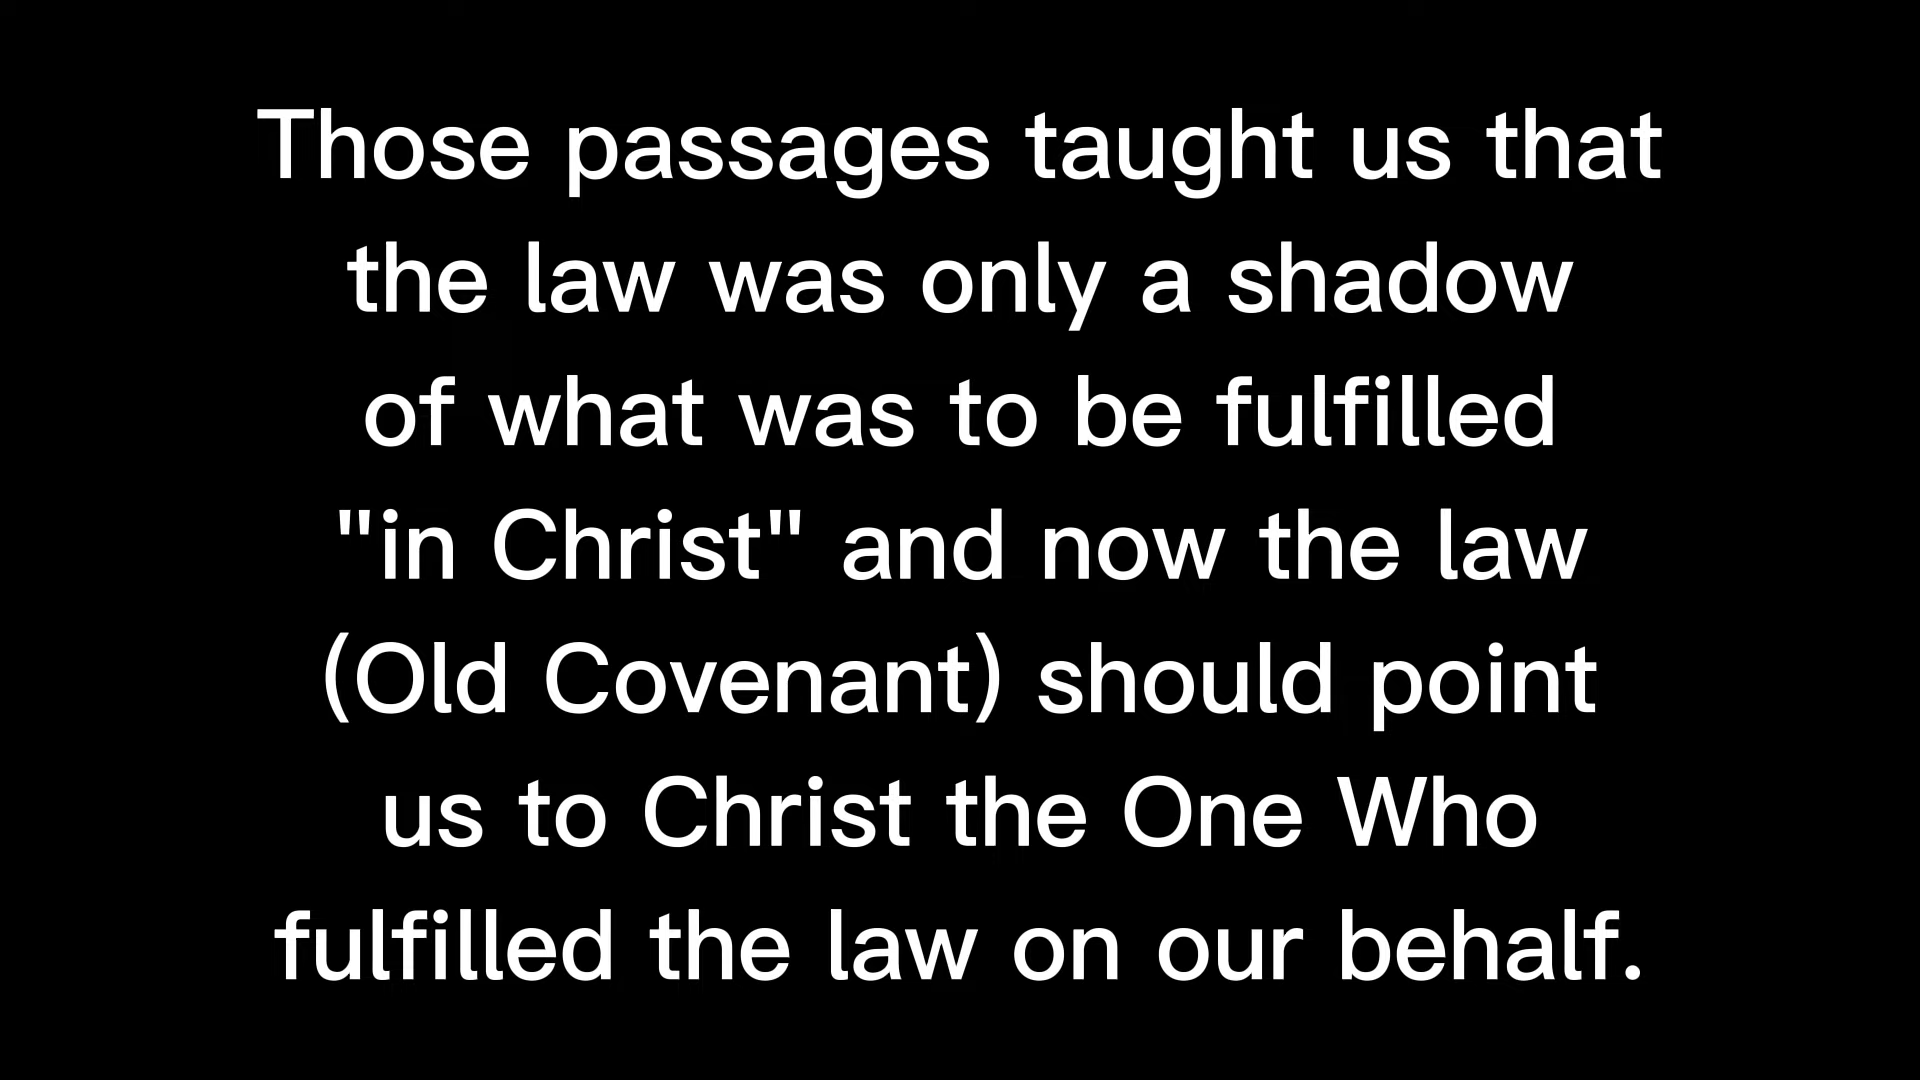 Those passages taught us that
the law was only a shadow
of what was to be fulfilled
"in Christ" and now the law
(Old Covenant) should point
us to Christ the One Who
fulfilled the law on our behalf.